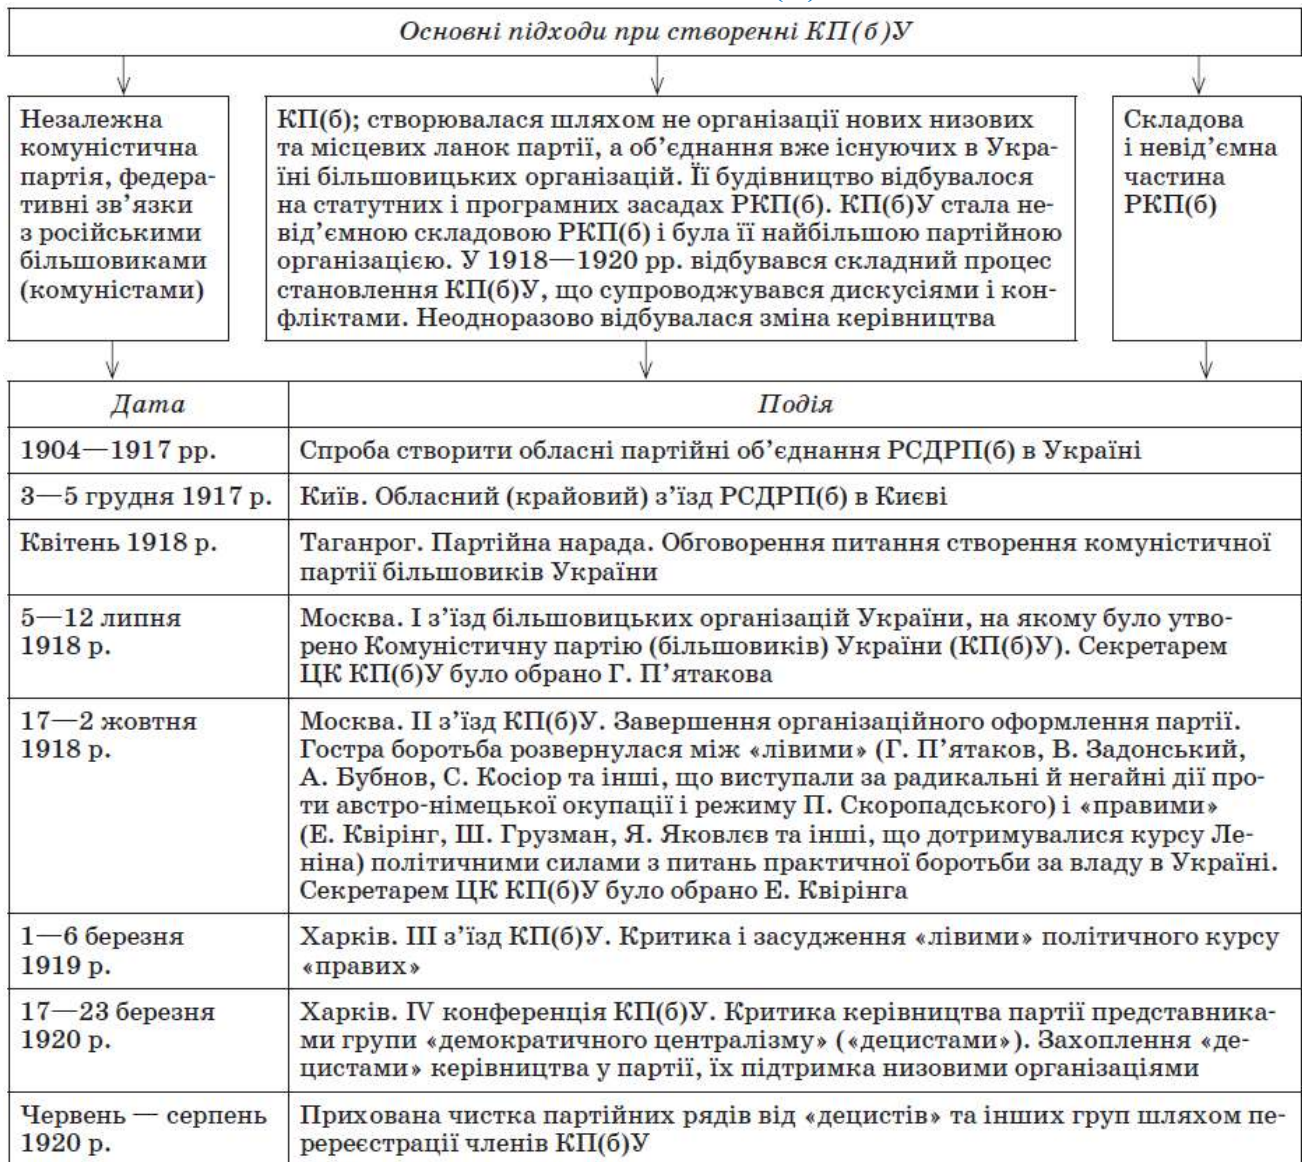 Основні підходи при створенні КП(б)У
Незалежна
комуністична
партія, федера-
тивні зв’язки
з російськими
більшовиками
(комуністами)
КП(б); створювалася шляхом не організації нових низових
та місцевих ланок партії, а об’єднання вже існуючих в Укра-
їні більшовицьких організацій. Її будівництво відбувалося
на статутних і програмних засадах РКП(б). КП(б)У стала не-
від’ємною складовою РКП(б) і була її найбільшою партійною
організацією. У 1918—1920 рр. відбувався складний процес
становлення КП(б)У, що супроводжувався дискусіями і кон-
фліктами. Неодноразово відбувалася зміна керівництва
Складова
і невід’ємна
частина
РКП(б)
Дата
Подія
1904—1917 рр.
Спроба створити обласні партійні об’єднання РСДРП(б) в Україні
3—5 грудня 1917 р.
Київ. Обласний (крайовий) з’їзд РСДРП(б) в Києві
Квітень 1918 р.
Таганрог. Партійна нарада. Обговорення питання створення комуністичної
партії більшовиків України
5—12 липня
1918 р.
Москва. І з’їзд більшовицьких організацій України, на якому було утво-
рено Комуністичну партію (більшовиків) України (КП(б)У). Секретарем
ЦК КП(б)У було обрано Г. П’ятакова
17—2 жовтня
1918 р.
Москва. ІІ з’їзд КП(б)У. Завершення організаційного оформлення партії.
Гостра боротьба розвернулася між «лівими» (Г. П’ятаков, В. Задонський,
А. Бубнов, С. Косіор та інші, що виступали за радикальні й негайні дії про-
ти австро-німецької окупації і режиму П. Скоропадського) і «правими»
(Е. Квірінг, Ш. Грузман, Я. Яковлєв та інші, що дотримувалися курсу Ле-
ніна) політичними силами з питань практичної боротьби за владу в Україні.
Секретарем ЦК КП(б)У було обрано Е. Квірінга
1—6 березня
1919 р.
Харків. ІІІ з’їзд КП(б)У. Критика і засудження «лівими» політичного курсу
«правих»
17—23 березня
1920 р.
Харків. IV конференція КП(б)У. Критика керівництва партії представника-
ми групи «демократичного централізму» («децистами»). Захоплення «де-
цистами» керівництва у партії, їх підтримка низовими організаціями
Червень — серпень
1920 р.
Прихована чистка партійних рядів від «децистів» та інших груп шляхом пе-
ререєстрації членів КП(б)У